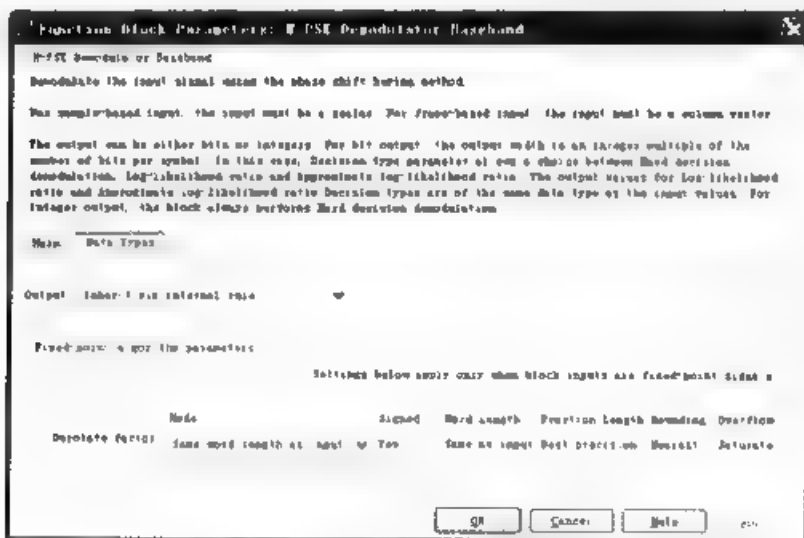 Function Block Parameters: M-PSK Demodulator Baseband
M-PSK Demodulator Baseband
Demodulate the input signal using the phase shift keying method
For sample-based input, the input must be a scalar. For frame-based input, the input must be a column vector
The output can be either bits or integers. For bit output, the output width is an integer multiple of the
number of bits per symbol. In this case, Decision type parameter allows a choice between Hard decision
demodulation, Log-likelihood ratio and Approximate log-likelihood ratio. The output values for Log-likelihood
ratio and Approximate log-likelihood ratio Decision types are of the same data type as the input values. For
integer output, the block always performs Hard decision demodulation
Main Data Types
Output Inherit via internal rule
Fixed-point algorithm parameters
Settings below apply only when block inputs are fixed-point signals
Mode Signed Word Length Fraction Length Rounding Overflow
Derotate factor Same word length as input Yes Same as input Best precision Nearest Saturate
OK Cancel Help